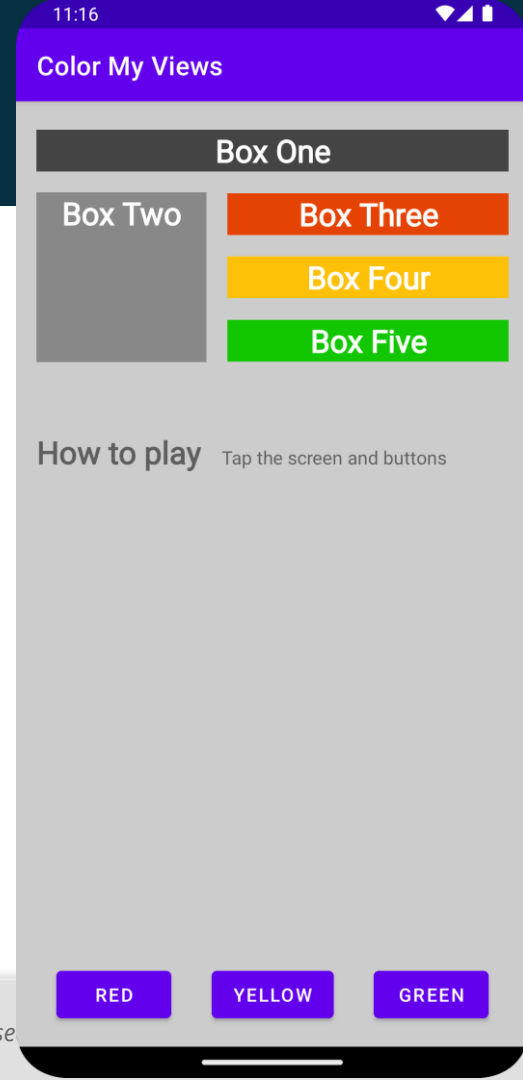 11:16
Color My Views
Box One
Box Two
Box Three
Box Four
Box Five
How to play Tap the screen and buttons
RED YELLOW GREEN